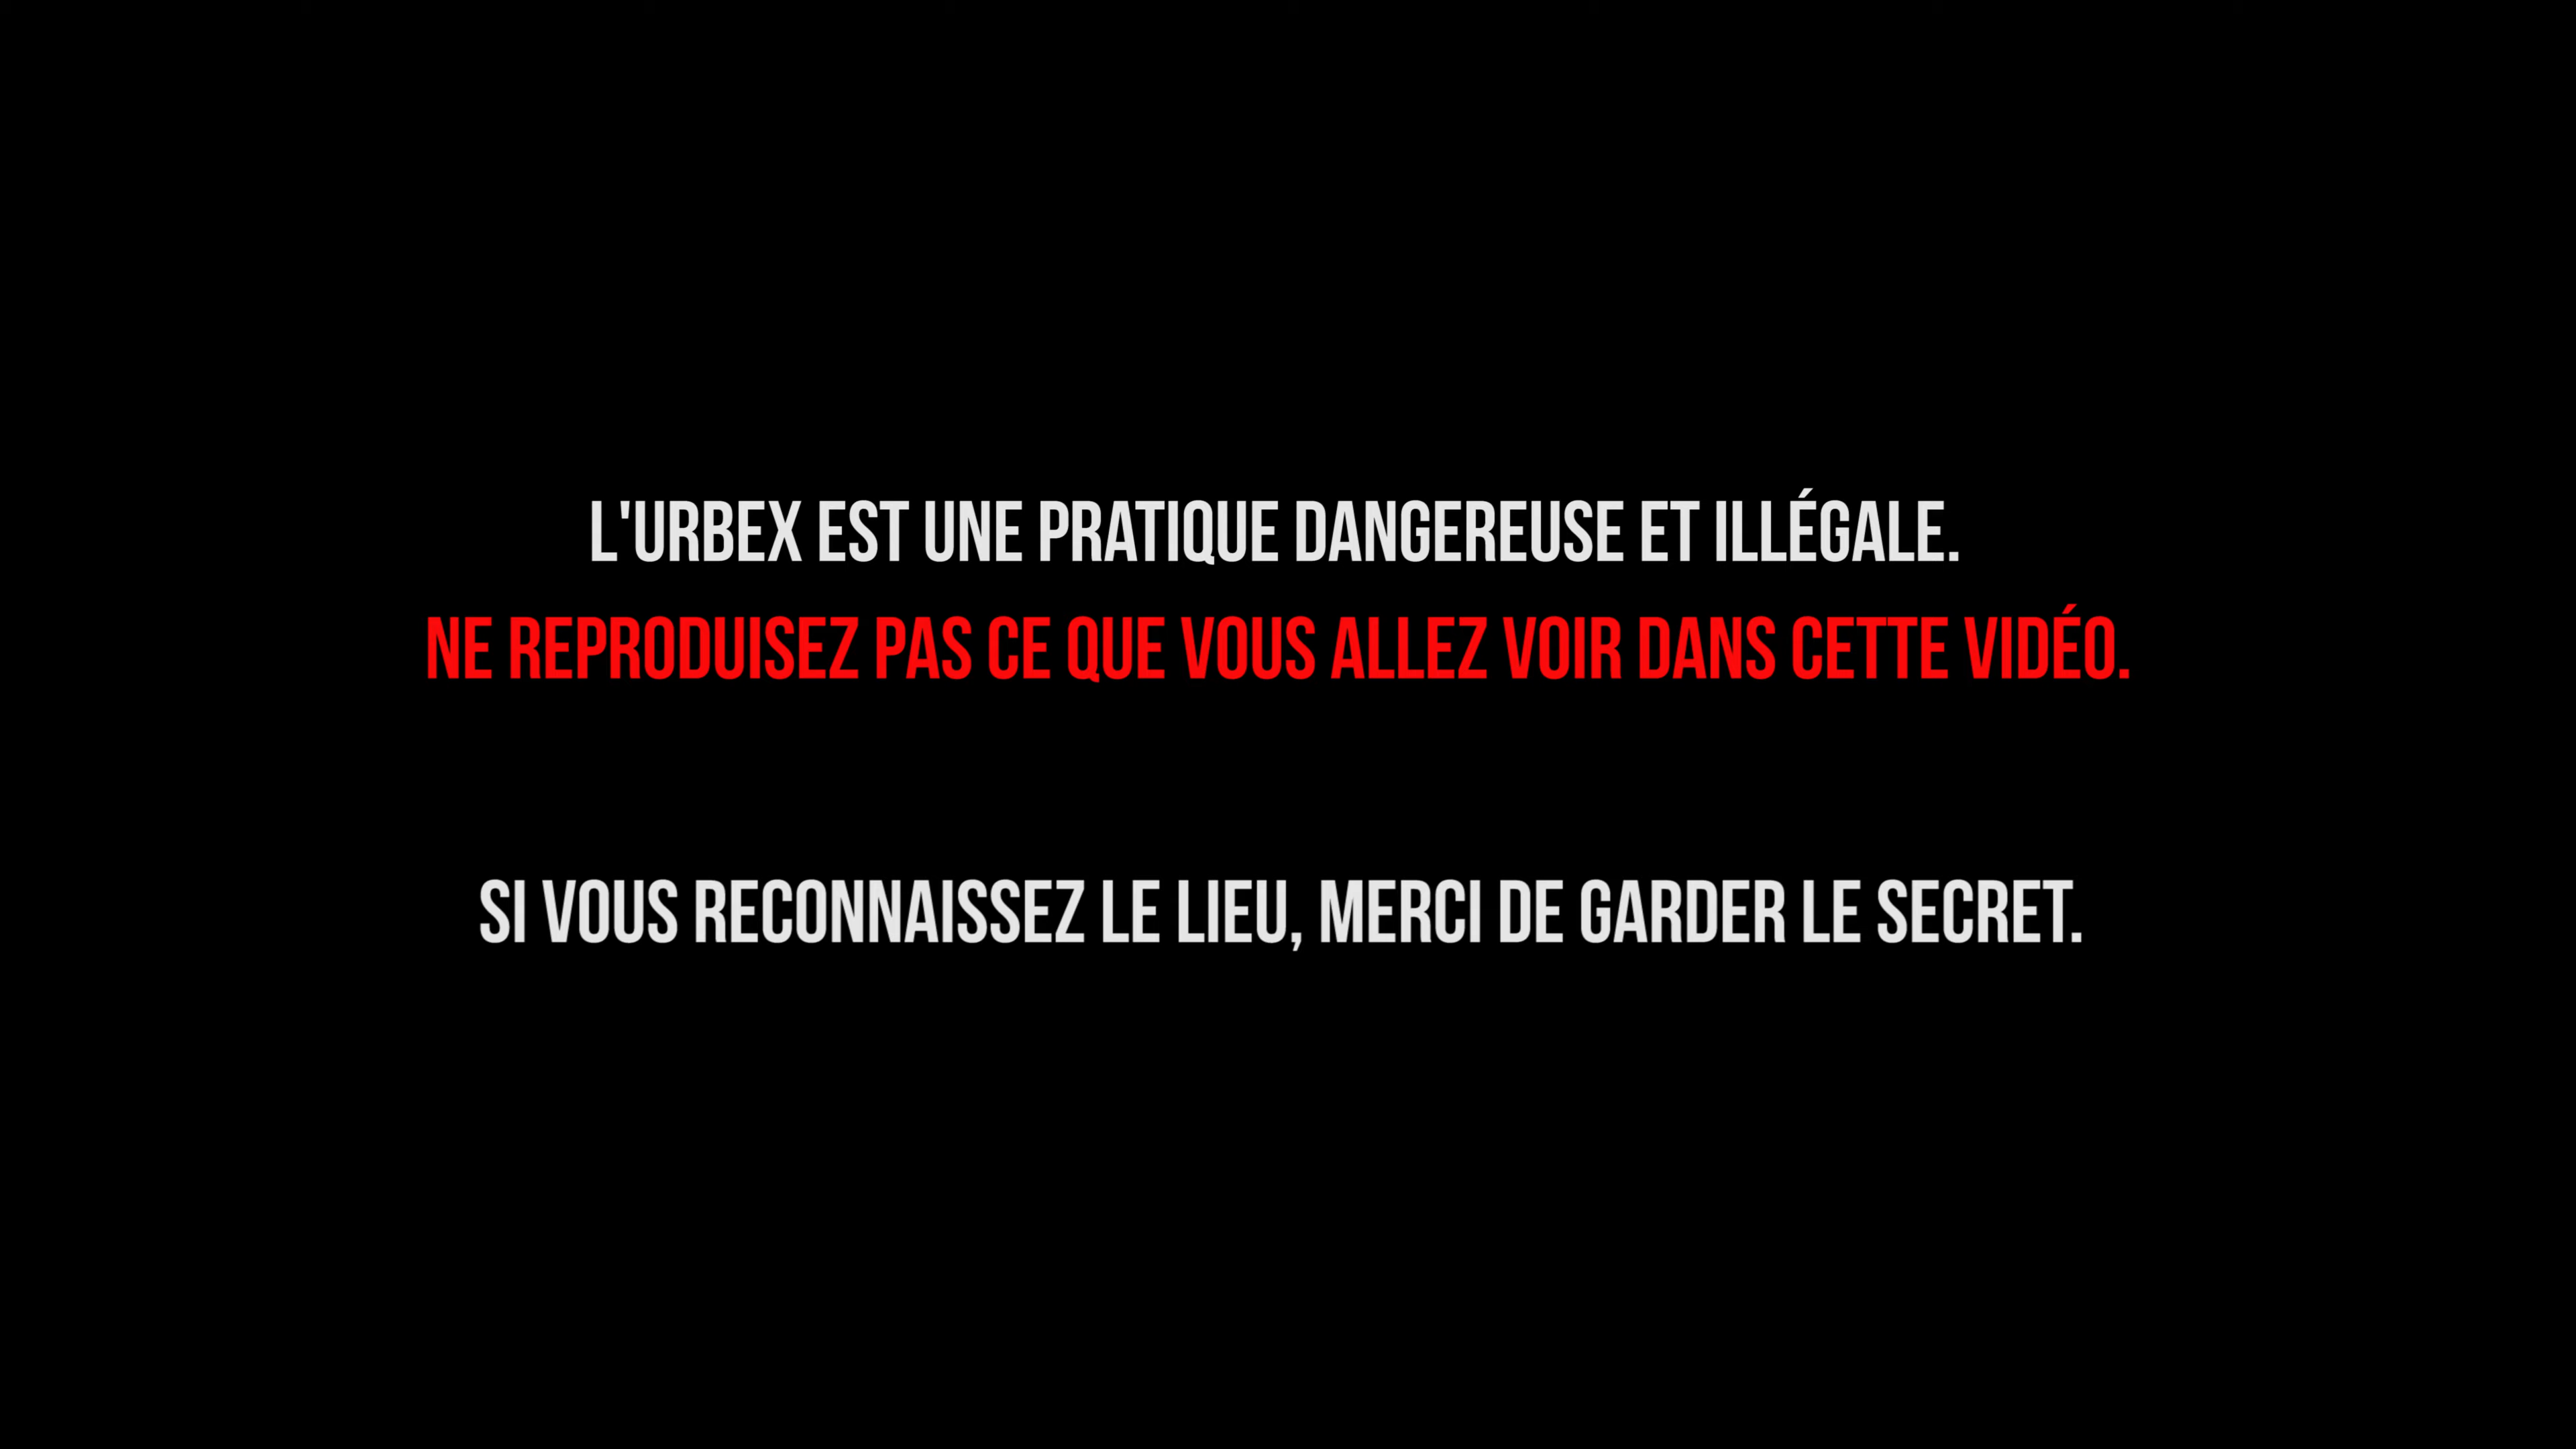 L'URBEX EST UNE PRATIQUE DANGEREUSE ET ILLÉGALE.
NE REPRODUISEZ PAS CE QUE VOUS ALLEZ VOIR DANS CETTE VIDÉO.
SI VOUS RECONNAISSEZ LE LIEU, MERCI DE GARDER LE SECRET.